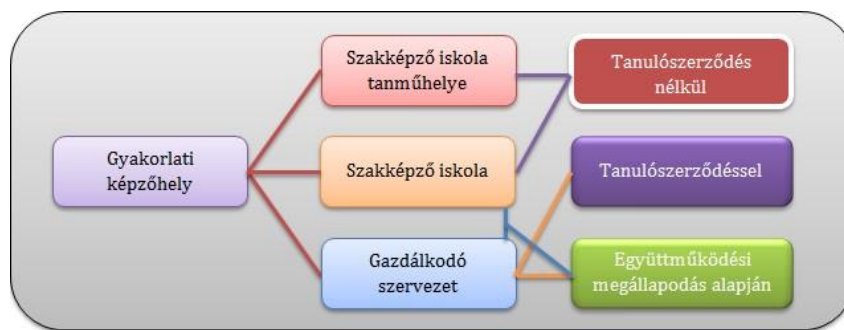 Gyakorlati
képzőhely
Szakképző iskola
tanműhelye
Szakképző iskola
Gazdálkodó
szervezet
Tanulószerződés
nélkül
Tanulószerződéssel
Együttműködési
megállapodás alapján